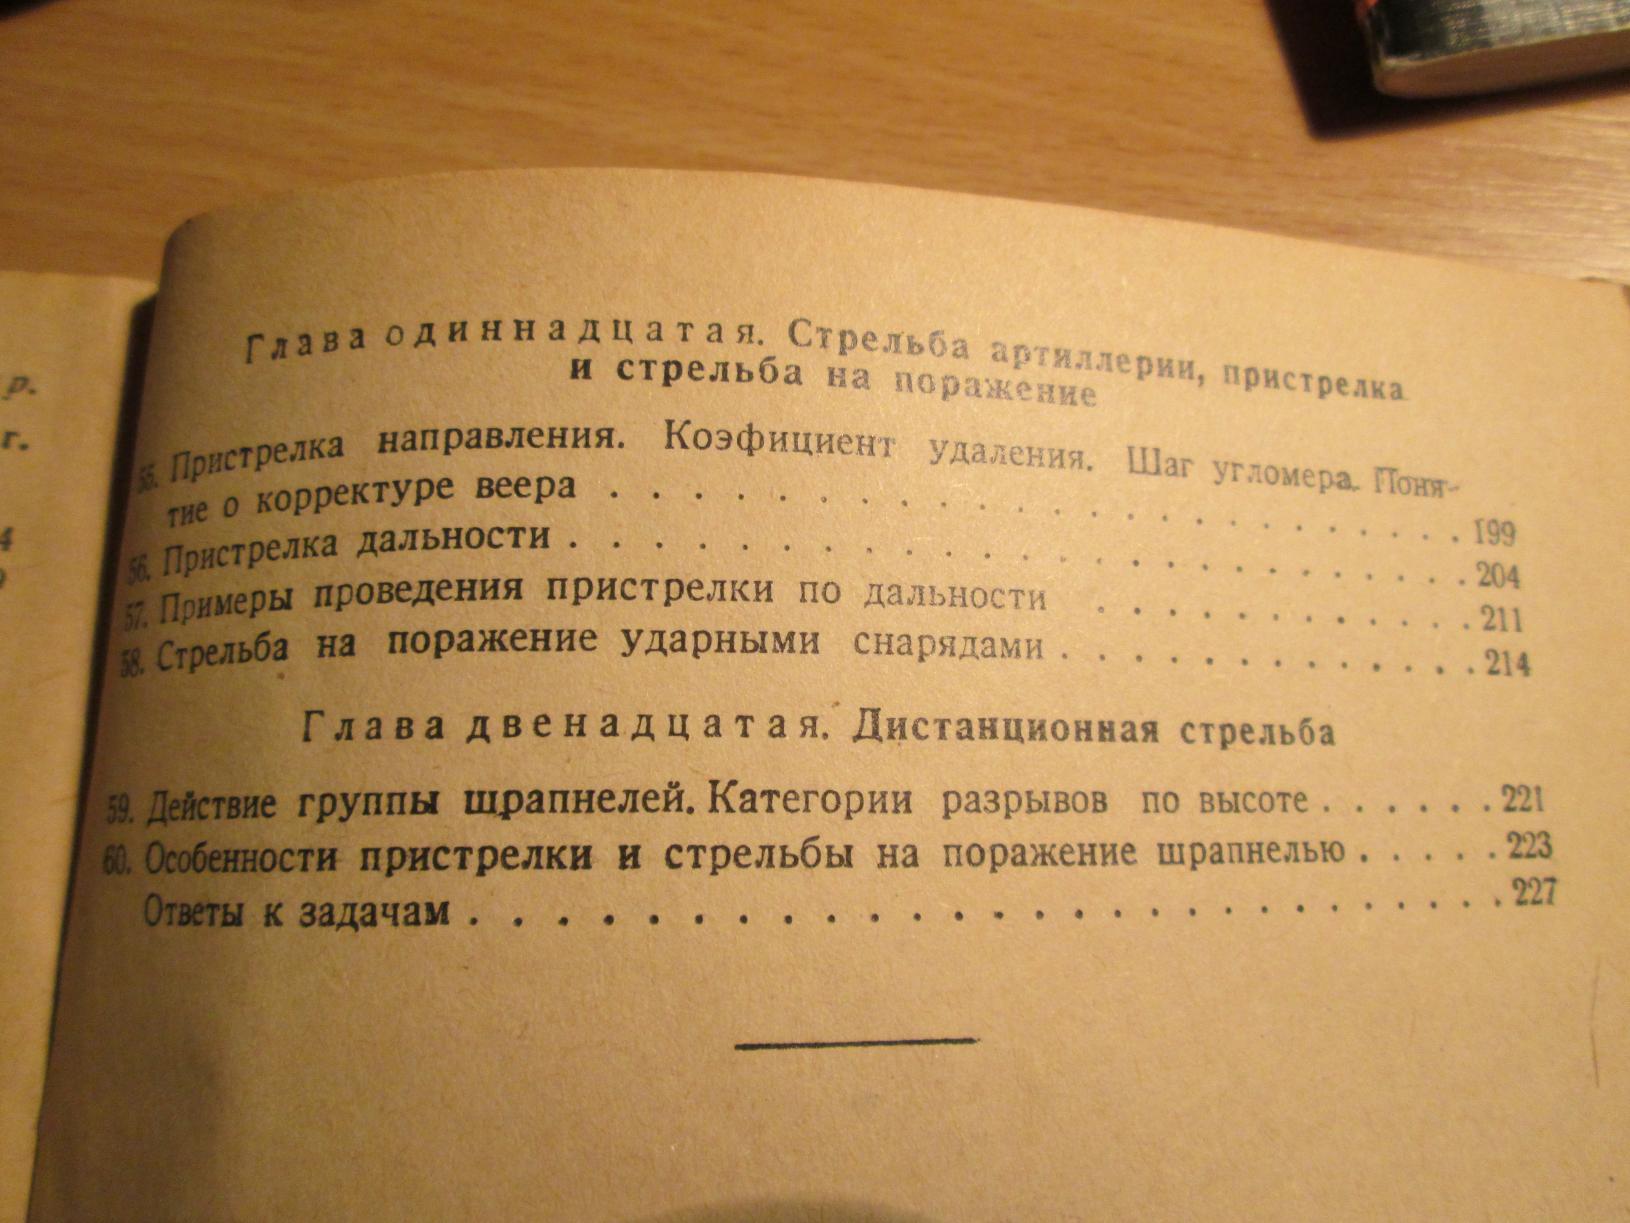 Глава одиннадцатая. Стрельба артиллерии, пристрелка
и стрельба на поражение
55. Пристрелка направления. Коэфициент удаления. Шаг угломера. Поня-
тие о корректуре веера . . . . . . . . . . . . . . . . . . . . . 199
56. Пристрелка дальности . . . . . . . . . . . . . . . . . . . . . . 204
57. Примеры проведения пристрелки по дальности . . . . . . . . . . . 211
58. Стрельба на поражение ударными снарядами . . . . . . . . . . . . 214
Глава двенадцатая. Дистанционная стрельба
59. Действие группы шрапнелей. Категории разрывов по высоте . . . . . . 221
60. Особенности пристрелки и стрельбы на поражение шрапнелью . . . . . 223
Ответы к задачам . . . . . . . . . . . . . . . . . . . . . . . . 227
р.
г.
4